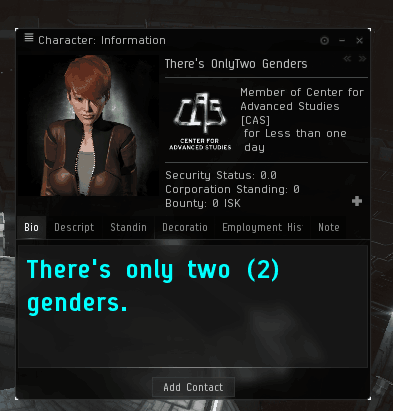 Character: Information
There's OnlyTwo Genders
CAS
CENTER FOR
ADVANCED STUDIES
Member of Center for
Advanced Studies
[CAS]
for Less than one
day
Security Status: 0.0
Corporation Standing: 0
Bounty: 0 ISK
Bio Descript Standin Decoratio Employment His Note
There's only two (2)
genders.
Add Contact